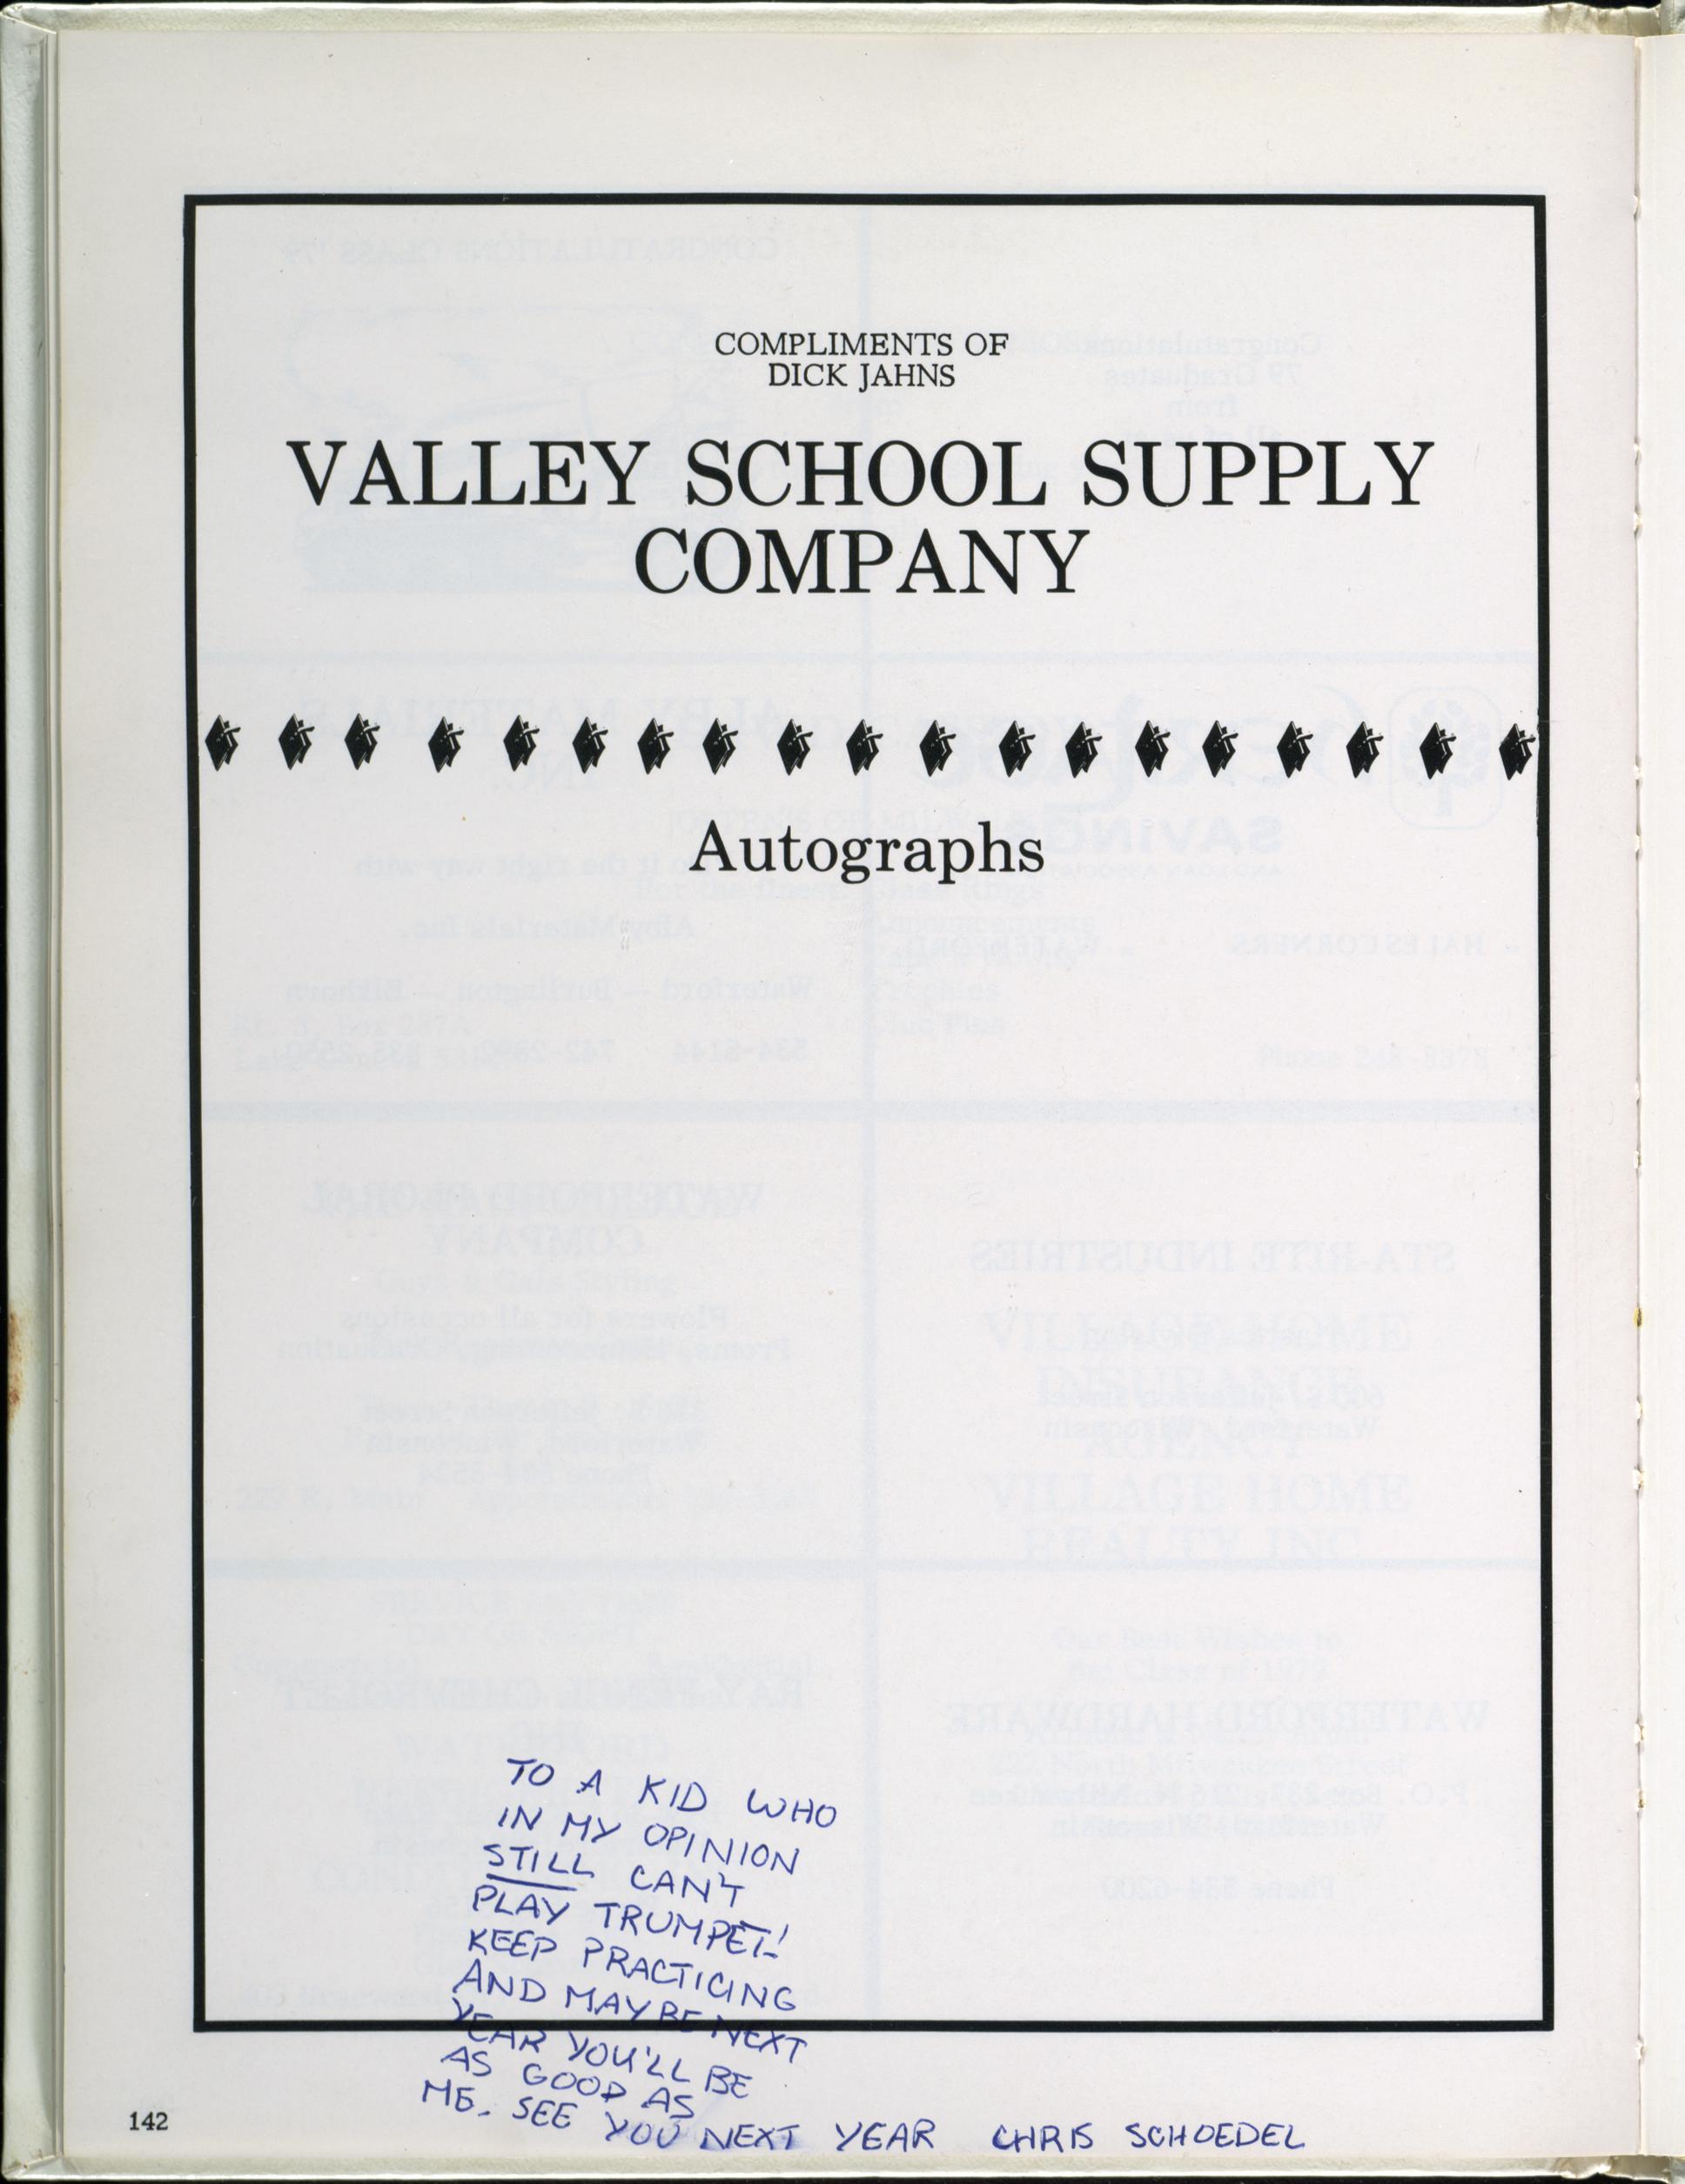 COMPLIMENTS OF
DICK JAHNS
VALLEY SCHOOL SUPPLY
COMPANY
Autographs
TO A KID WHO
IN MY OPINION
STILL CAN'T
PLAY TRUMPET!
KEEP PRACTICING
AND MAYBE NEXT
YEAR YOU'LL BE
AS GOOD AS
ME. SEE YOU NEXT YEAR CHRIS SCHOEDEL
142